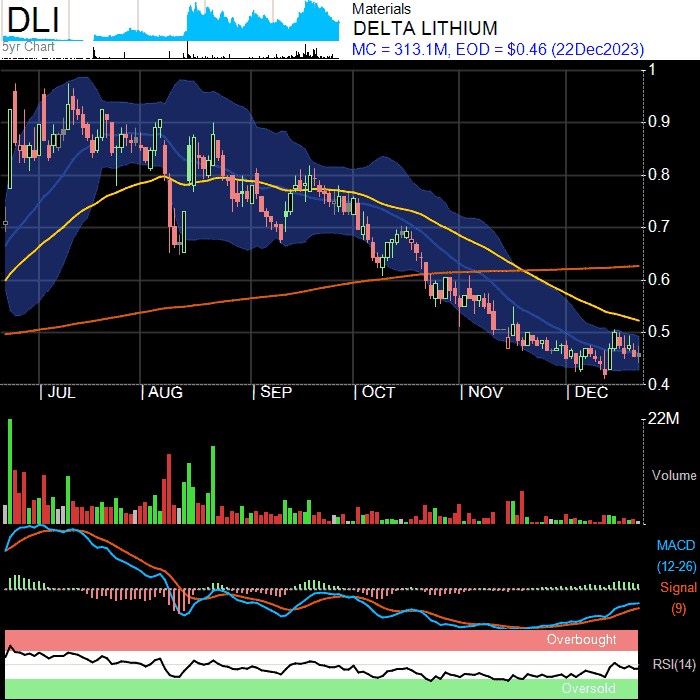 DLI
5yr Chart
Materials
DELTA LITHIUM
MC = 313.1M, EOD = $0.46 (22Dec2023)
1
0.9
0.8
0.7
0.6
0.5
0.4
JUL AUG SEP OCT NOV DEC
22M
Volume
MACD
(12-26)
Signal
(9)
Overbought
RSI(14)
Oversold